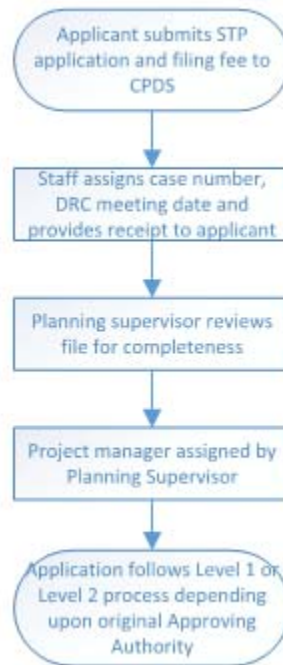 Applicant submits STP
application and filing fee to
CPDS
Staff assigns case number,
DRC meeting date and
provides receipt to applicant
Planning supervisor reviews
file for completeness
Project manager assigned by
Planning Supervisor
Application follows Level 1 or
Level 2 process depending
upon original Approving
Authority